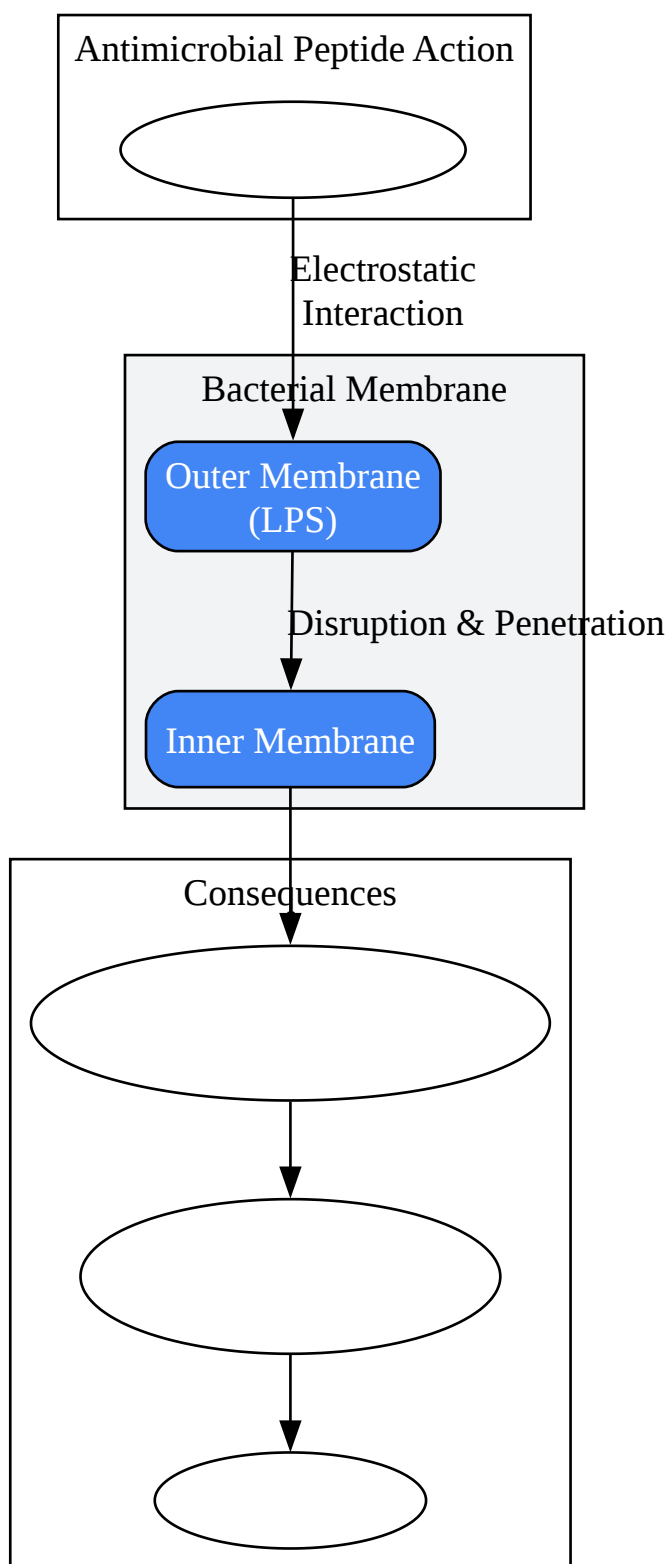 Antimicrobial Peptide Action
Electrostatic
Interaction
Bacterial Membrane
Outer Membrane
(LPS)
Disruption & Penetration
Inner Membrane
Consequences